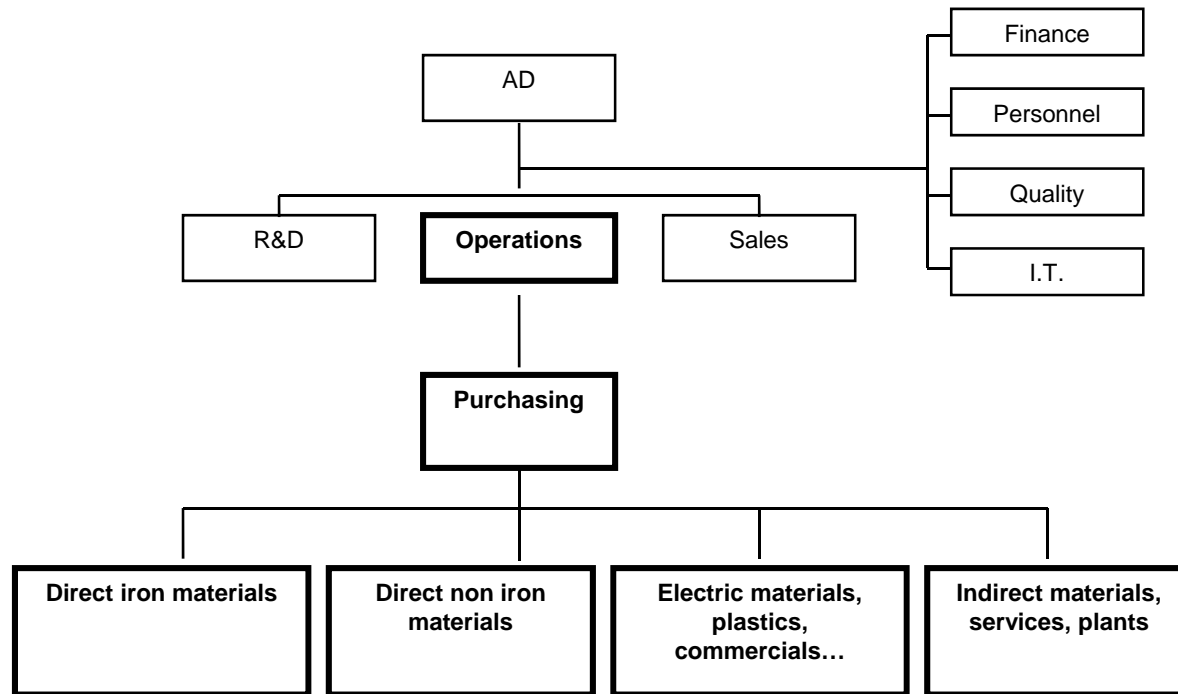 Finance
AD
Personnel
Quality
R&D
Operations
Sales
I.T.
Purchasing
Direct iron materials
Direct non iron
materials
Electric materials,
plastics,
commercials…
Indirect materials,
services, plants